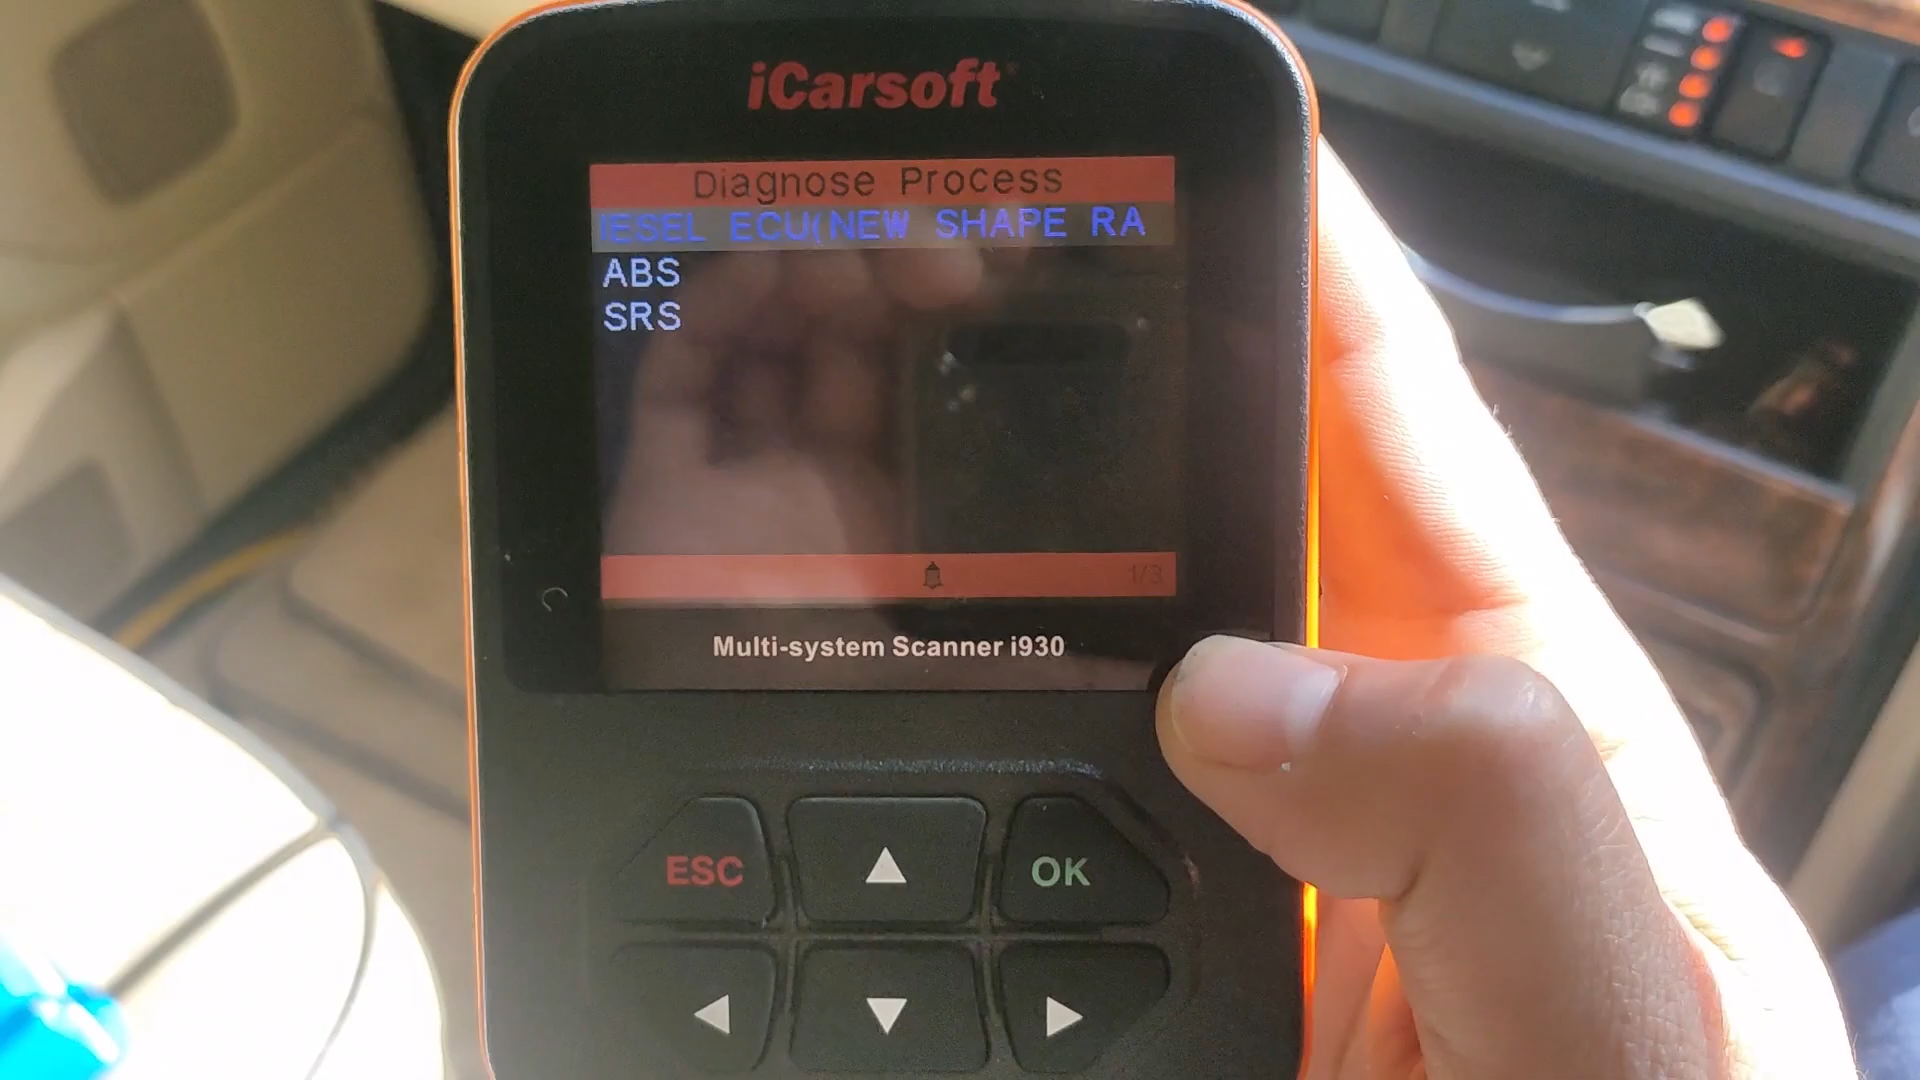 iCarsoft
Diagnose Process
IESEL ECU(NEW SHAPE RA
ABS
SRS
1/3
Multi-system Scanner i930
ESC
OK